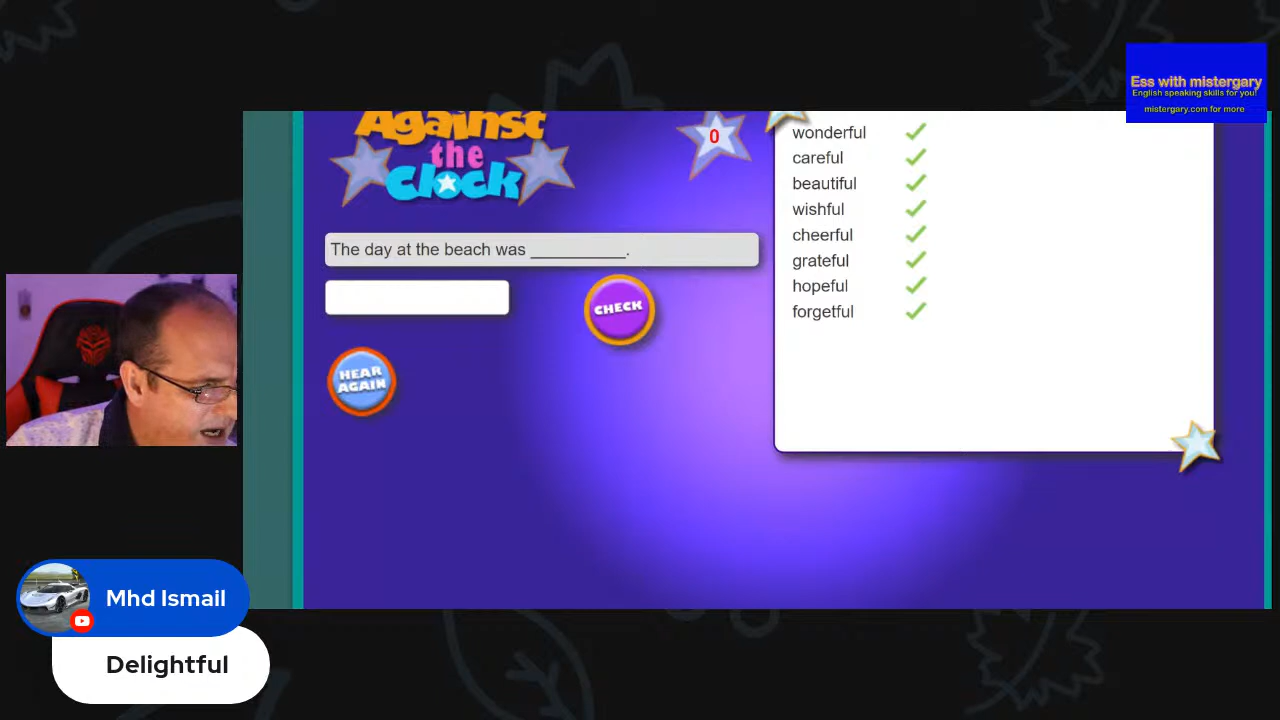 Ess with mistergary
English speaking skills for you!
mistergary.com for more
Against
the
Clock
0
The day at the beach was ___________.
CHECK
HEAR
AGAIN
wonderful
careful
beautiful
wishful
cheerful
grateful
hopeful
forgetful
Mhd Ismail
Delightful